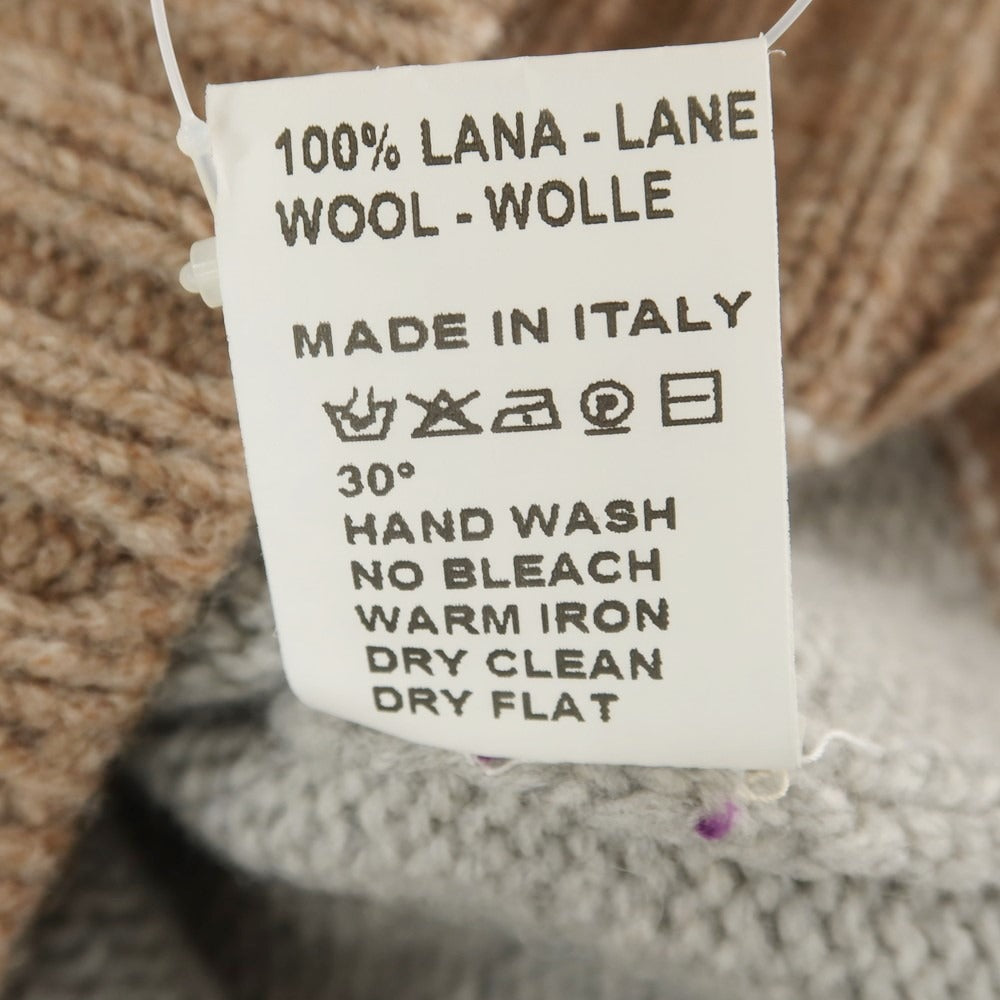 100% LANA - LANE
WOOL - WOLLE
MADE IN ITALY
P
30°
HAND WASH
NO BLEACH
WARM IRON
DRY CLEAN
DRY FLAT